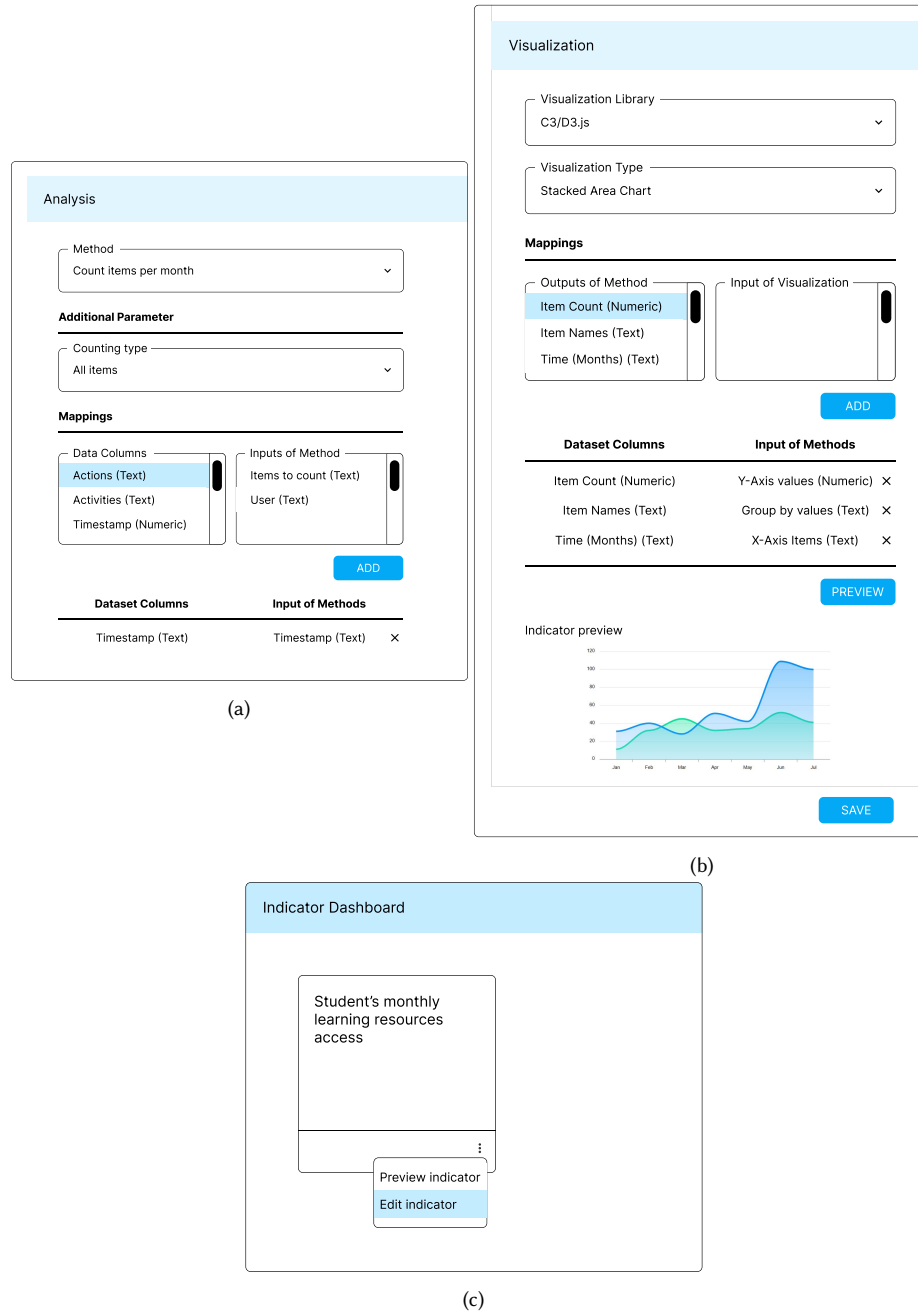 Analysis
Method
Count items per month
Additional Parameter
Counting type
All items
Mappings
Data Columns
Inputs of Method
Actions (Text)
Items to count (Text)
Activities (Text)
User (Text)
Timestamp (Numeric)
ADD
Dataset Columns
Input of Methods
Timestamp (Text)
Timestamp (Text)
(a)
Visualization
Visualization Library
C3/D3.js
Visualization Type
Stacked Area Chart
Mappings
Outputs of Method
Input of Visualization
Item Count (Numeric)
Item Names (Text)
Time (Months) (Text)
ADD
Dataset Columns
Input of Methods
Item Count (Numeric)
Y-Axis values (Numeric)
Item Names (Text)
Group by values (Text)
Time (Months) (Text)
X-Axis Items (Text)
PREVIEW
Indicator preview
120
100
80
60
40
20
0
Jan Feb Mar Apr May Jun Jul
SAVE
(b)
Indicator Dashboard
Student's monthly
learning resources
access
Preview indicator
Edit indicator
(c)